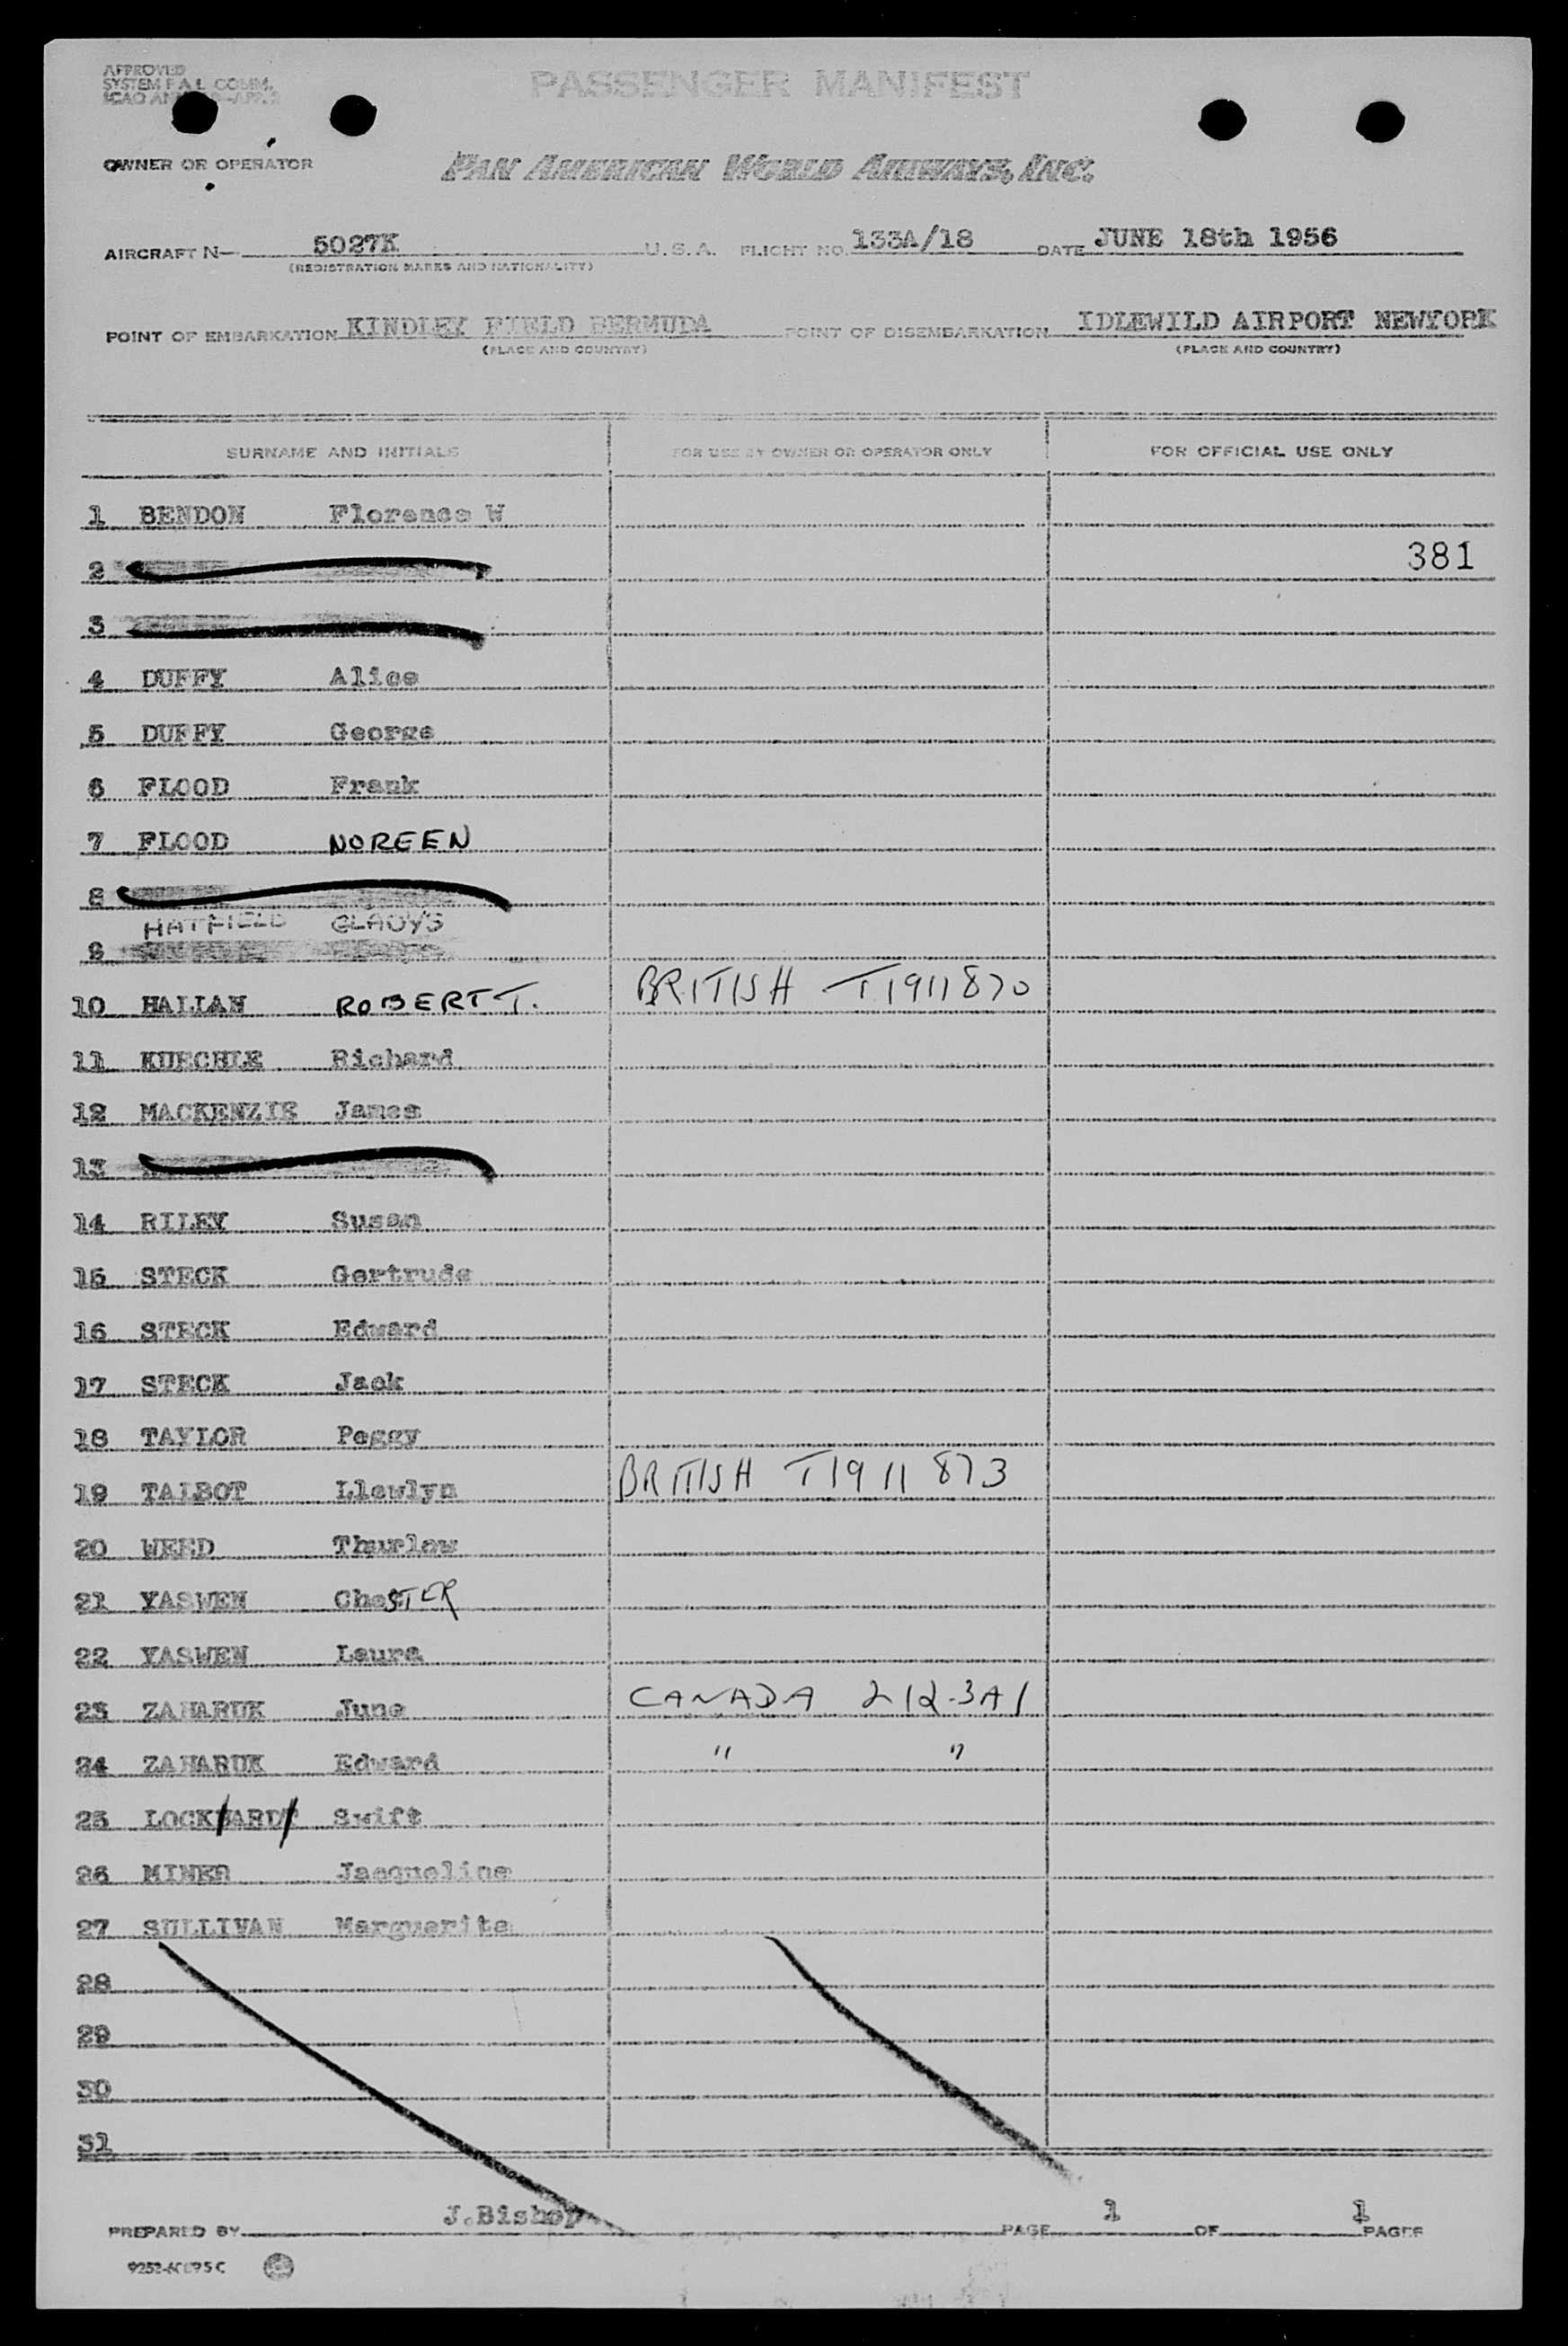 APPROVED
SYSTEM F.A.L. COMM.
PASSENGER MANIFEST
OWNER OR OPERATOR PAN AMERICAN WORLD AIRWAYS, INC.
AIRCRAFT N- 5027K U.S.A. FLIGHT NO. 133A/18 DATE JUNE 18th 1956
(REGISTRATION MARKS AND NATIONALITY)
POINT OF EMBARKATION KINDLEY FIELD BERMUDA POINT OF DISEMBARKATION IDLEWILD AIRPORT NEWYORK
(PLACE AND COUNTRY) (PLACE AND COUNTRY)
SURNAME AND INITIALS FOR USE BY OWNER OR OPERATOR ONLY FOR OFFICIAL USE ONLY
1 BENDON Florence W
2 381
3
4 DUFFY Alice
5 DUFFY George
6 FLOOD Frank
7 FLOOD NOREEN
8
HATFIELD GLADYS
9
10 HALLAN ROBERT T. BRITISH T1911870
11 KUECHLE Richard
12 MACKENZIE James
13
14 RILEY Susan
15 STECK Gertrude
16 STECK Edward
17 STECK Jack
18 TAYLOR Peggy
19 TALBOT Llewlyn BRITISH T1911873
20 WEED Thurlow
21 YASWEN CheSTER
22 YASWEN Laura
23 ZAHARUK June CANADA 212-3A1
24 ZAHARUK Edward " "
25 LOCKHARDT Swift
26 MINER Jacqueline
27 SULLIVAN Marguerite
28
29
30
31
PREPARED BY J.Bishop PAGE 1 OF 1 PAGES